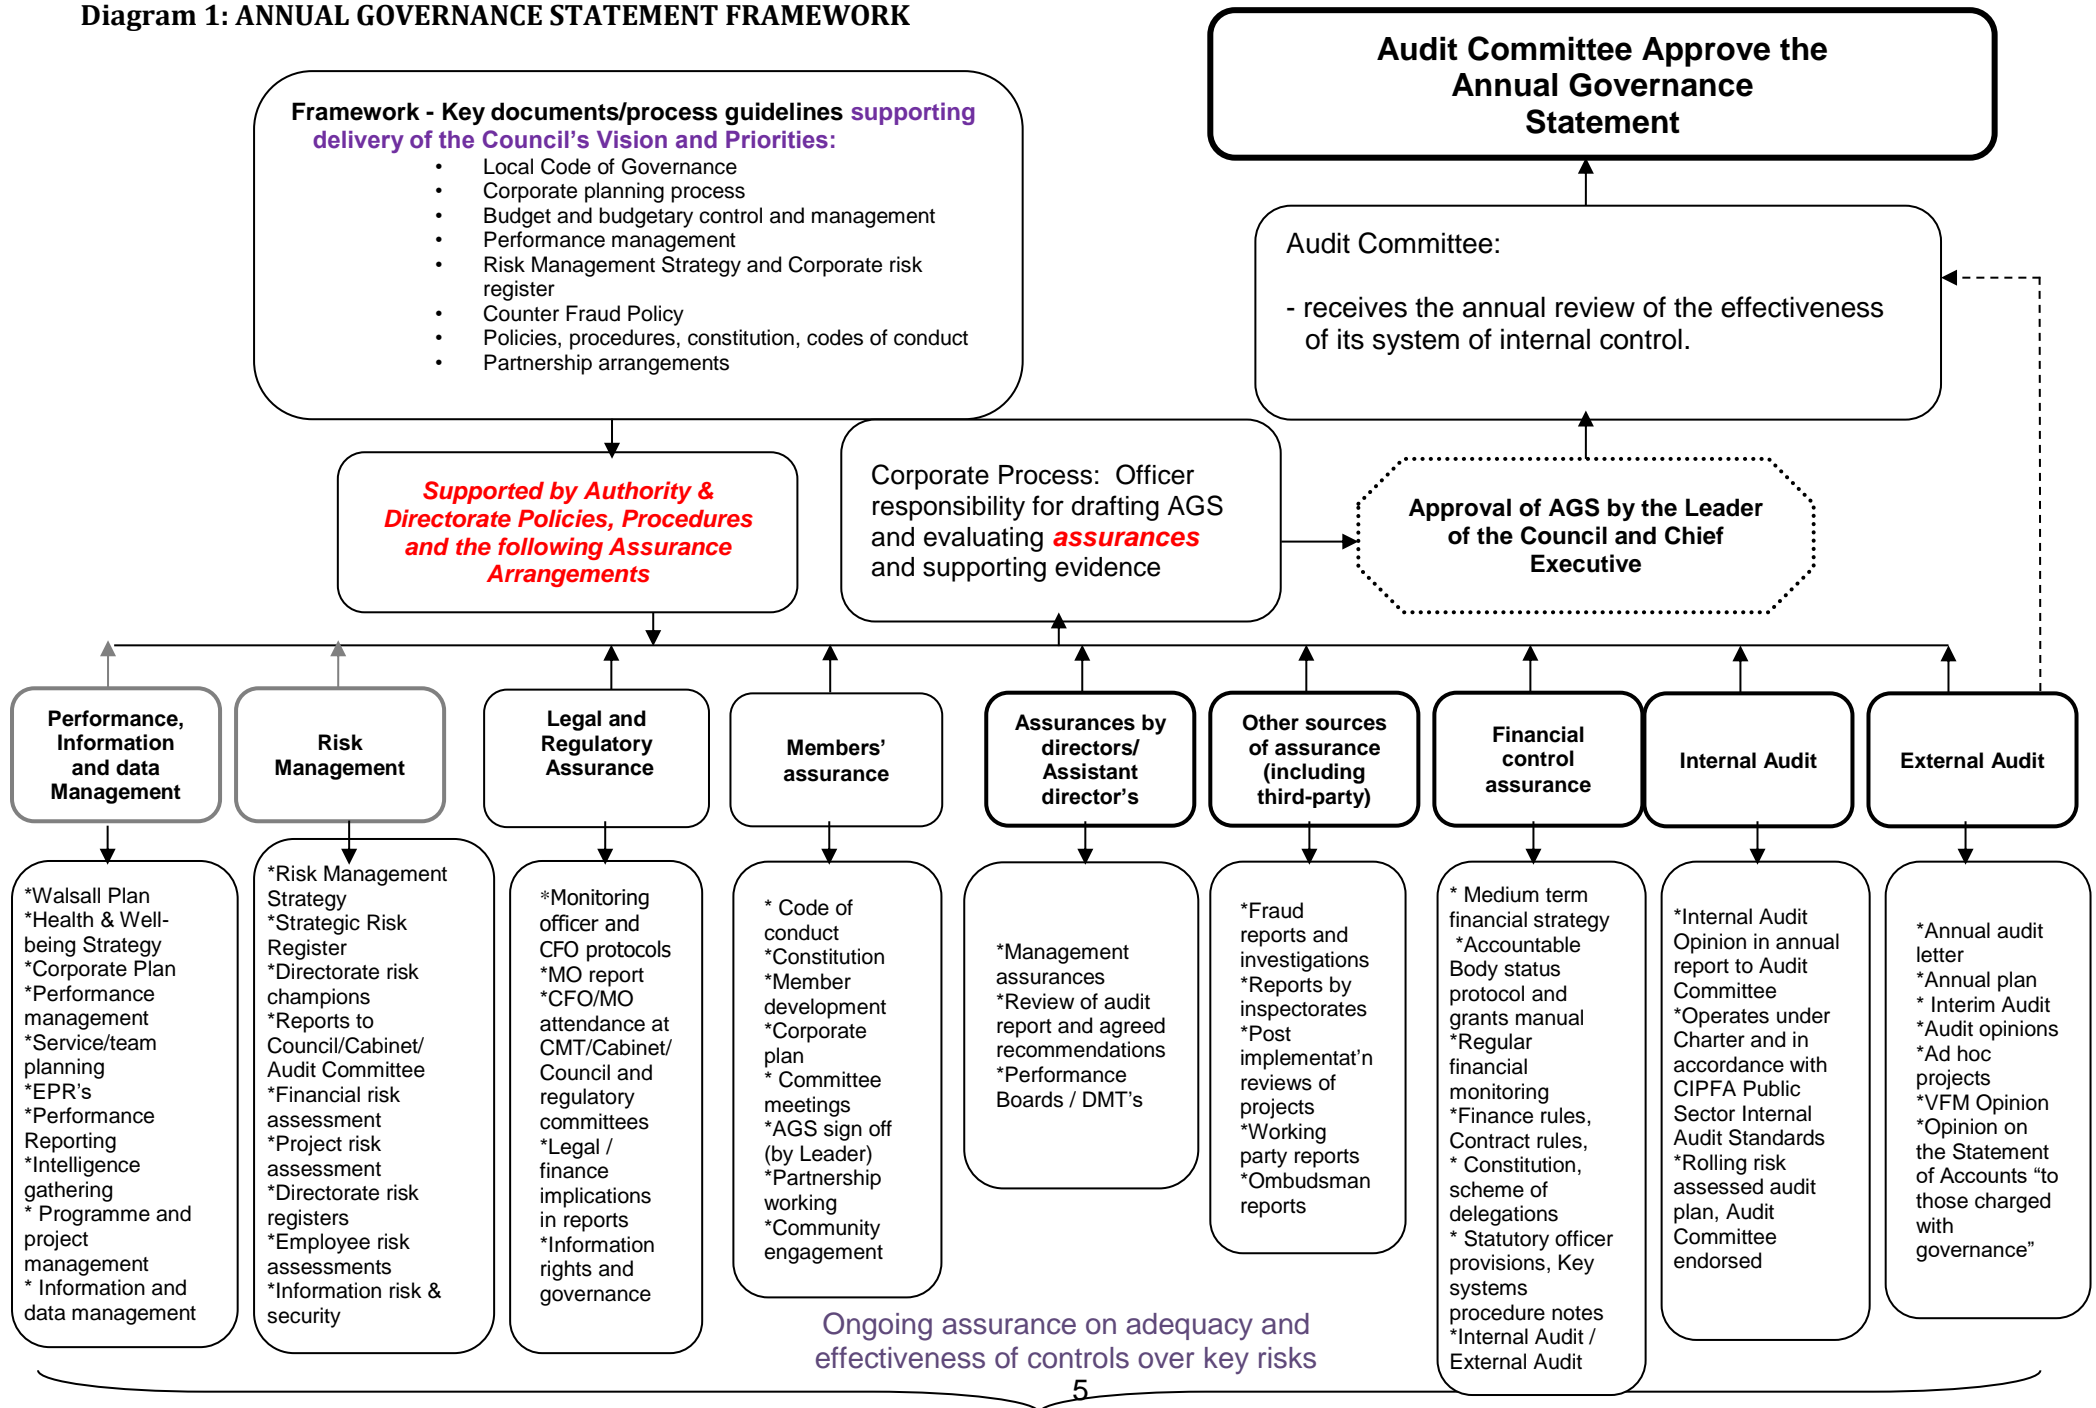 Diagram 1: ANNUAL GOVERNANCE STATEMENT FRAMEWORK
Audit Committee Approve the
Annual Governance
Statement
Framework - Key documents/process guidelines supporting
delivery of the Council’s Vision and Priorities:
• Local Code of Governance
• Corporate planning process
• Budget and budgetary control and management
• Performance management
• Risk Management Strategy and Corporate risk
register
• Counter Fraud Policy
• Policies, procedures, constitution, codes of conduct
• Partnership arrangements
Audit Committee:
- receives the annual review of the effectiveness
of its system of internal control.
Supported by Authority &
Directorate Policies, Procedures
and the following Assurance
Arrangements
Corporate Process: Officer
responsibility for drafting AGS
and evaluating assurances
and supporting evidence
Approval of AGS by the Leader
of the Council and Chief
Executive
Performance,
Information
and data
Management
Risk
Management
Legal and
Regulatory
Assurance
Members’
assurance
Assurances by
directors/
Assistant
director’s
Other sources
of assurance
(including
third-party)
Financial
control
assurance
Internal Audit
External Audit
*Walsall Plan
*Health & Well-
being Strategy
*Corporate Plan
*Performance
management
*Service/team
planning
*EPR’s
*Performance
Reporting
*Intelligence
gathering
* Programme and
project
management
* Information and
data management
*Risk Management
Strategy
*Strategic Risk
Register
*Directorate risk
champions
*Reports to
Council/Cabinet/
Audit Committee
*Financial risk
assessment
*Project risk
assessment
*Directorate risk
registers
*Employee risk
assessments
*Information risk &
security
*Monitoring
officer and
CFO protocols
*MO report
*CFO/MO
attendance at
CMT/Cabinet/
Council and
regulatory
committees
*Legal /
finance
implications
in reports
*Information
rights and
governance
* Code of
conduct
*Constitution
*Member
development
*Corporate
plan
* Committee
meetings
*AGS sign off
(by Leader)
*Partnership
working
*Community
engagement
*Management
assurances
*Review of audit
report and agreed
recommendations
*Performance
Boards / DMT’s
*Fraud
reports and
investigations
*Reports by
inspectorates
*Post
implementat’n
reviews of
projects
*Working
party reports
*Ombudsman
reports
* Medium term
financial strategy
*Accountable
Body status
protocol and
grants manual
*Regular
financial
monitoring
*Finance rules,
Contract rules,
* Constitution,
scheme of
delegations
* Statutory officer
provisions, Key
systems
procedure notes
*Internal Audit /
External Audit
*Internal Audit
Opinion in annual
report to Audit
Committee
*Operates under
Charter and in
accordance with
CIPFA Public
Sector Internal
Audit Standards
*Rolling risk
assessed audit
plan, Audit
Committee
endorsed
*Annual audit
letter
*Annual plan
* Interim Audit
*Audit opinions
*Ad hoc
projects
*VFM Opinion
*Opinion on
the Statement
of Accounts “to
those charged
with
governance”
Ongoing assurance on adequacy and
effectiveness of controls over key risks
5